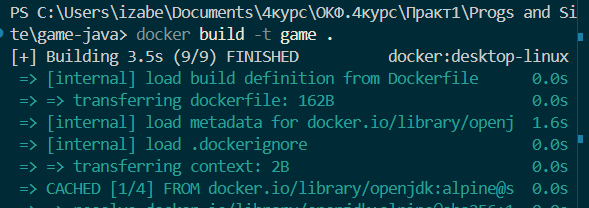 PS C:\Users\izabe\Documents\4курс\ОКФ.4курс\Практ1\Progs and Si
te\game-java> docker build -t game .
[+] Building 3.5s (9/9) FINISHED docker:desktop-linux
=> [internal] load build definition from Dockerfile 0.0s
=> => transferring dockerfile: 162B 0.0s
=> [internal] load metadata for docker.io/library/openj 1.6s
=> [internal] load .dockerignore 0.0s
=> => transferring context: 2B 0.0s
=> CACHED [1/4] FROM docker.io/library/openjdk:alpine@s 0.0s